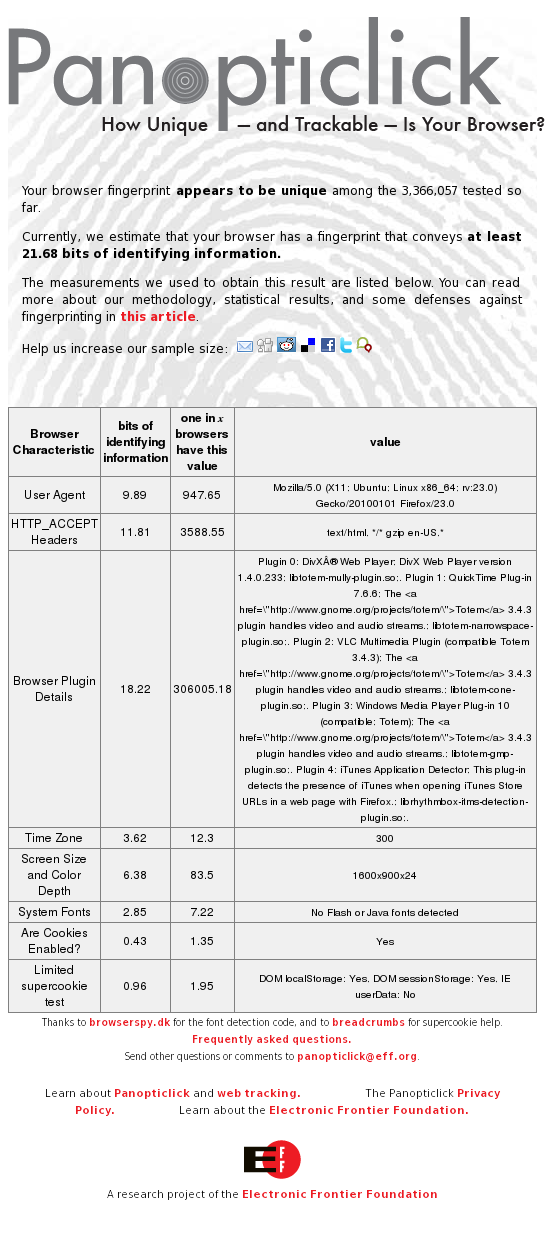 Panopticlick
How Unique — and Trackable — Is Your Browser?
Your browser fingerprint appears to be unique among the 3,366,057 tested so
far.
Currently, we estimate that your browser has a fingerprint that conveys at least
21.68 bits of identifying information.
The measurements we used to obtain this result are listed below. You can read
more about our methodology, statistical results, and some defenses against
fingerprinting in this article.
Help us increase our sample size:
Browser
Characteristic
bits of
identifying
information
one in x
browsers
have this
value
value
User Agent
9.89
947.65
Mozilla/5.0 (X11; Ubuntu; Linux x86_64; rv:23.0)
Gecko/20100101 Firefox/23.0
HTTP_ACCEPT
Headers
11.81
3588.55
text/html, */* gzip en-US,*
Browser Plugin
Details
18.22
306005.18
Plugin 0: DivXÂ® Web Player; DivX Web Player version
1.4.0.233; libtotem-mully-plugin.so;. Plugin 1: QuickTime Plug-in
7.6.6; The <a
href=\"http://www.gnome.org/projects/totem/\">Totem</a> 3.4.3
plugin handles video and audio streams.; libtotem-narrowspace-
plugin.so;. Plugin 2: VLC Multimedia Plugin (compatible Totem
3.4.3); The <a
href=\"http://www.gnome.org/projects/totem/\">Totem</a> 3.4.3
plugin handles video and audio streams.; libtotem-cone-
plugin.so;. Plugin 3: Windows Media Player Plug-in 10
(compatible; Totem); The <a
href=\"http://www.gnome.org/projects/totem/\">Totem</a> 3.4.3
plugin handles video and audio streams.; libtotem-gmp-
plugin.so;. Plugin 4: iTunes Application Detector; This plug-in
detects the presence of iTunes when opening iTunes Store
URLs in a web page with Firefox.; librhythmbox-itms-detection-
plugin.so;.
Time Zone
3.62
12.3
300
Screen Size
and Color
Depth
6.38
83.5
1600x900x24
System Fonts
2.85
7.22
No Flash or Java fonts detected
Are Cookies
Enabled?
0.43
1.35
Yes
Limited
supercookie
test
0.96
1.95
DOM localStorage: Yes, DOM sessionStorage: Yes, IE
userData: No
Thanks to browserspy.dk for the font detection code, and to breadcrumbs for supercookie help.
Frequently asked questions.
Send other questions or comments to panopticlick@eff.org.
Learn about Panopticlick and web tracking. The Panopticlick Privacy
Policy. Learn about the Electronic Frontier Foundation.
EFF
A research project of the Electronic Frontier Foundation